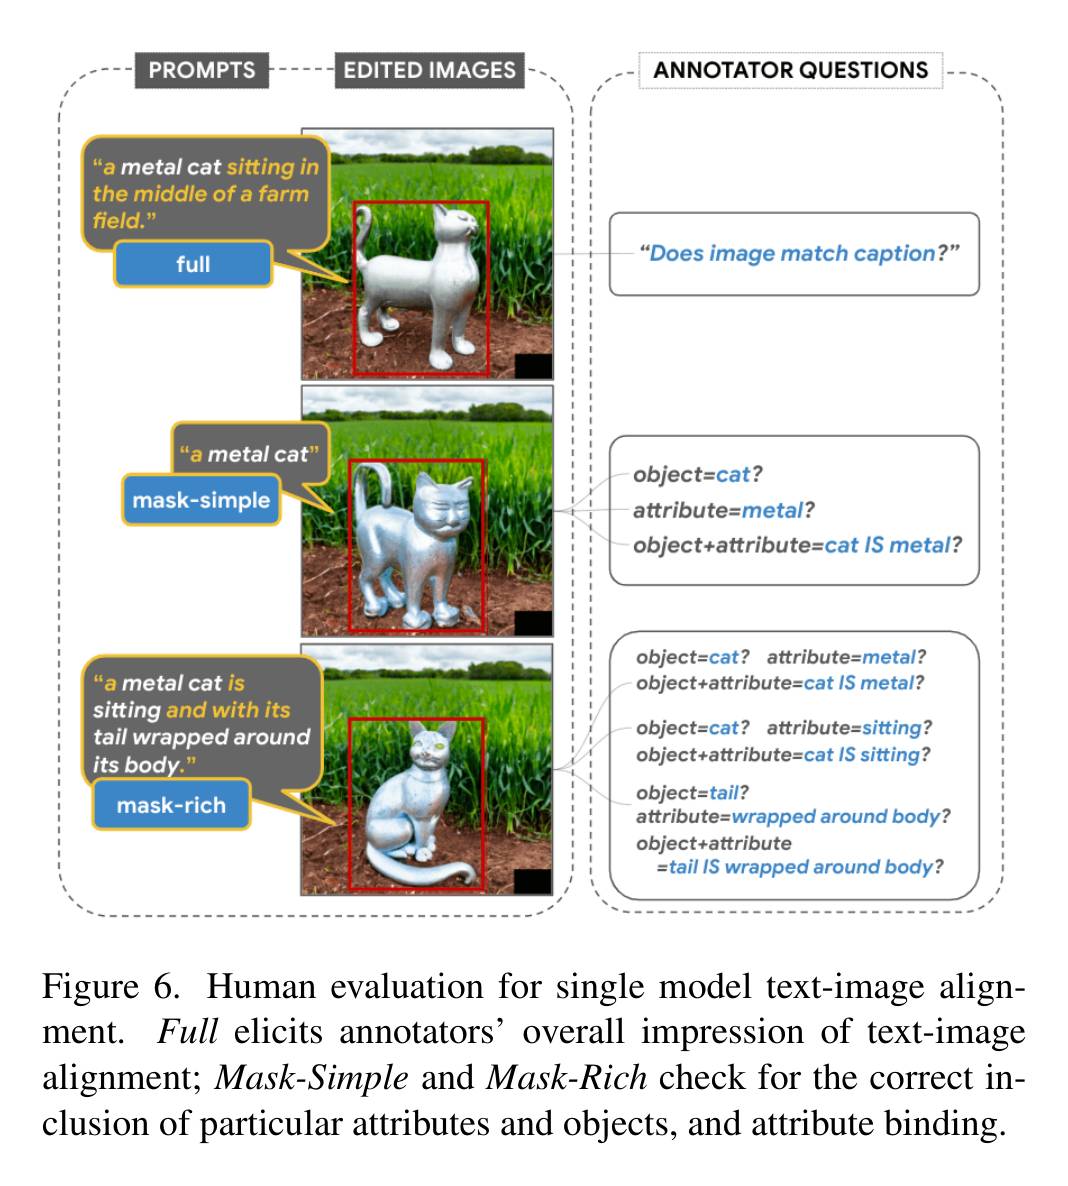 PROMPTS
EDITED IMAGES
ANNOTATOR QUESTIONS
“a metal cat sitting in
the middle of a farm
field.”
full
“Does image match caption?”
“a metal cat”
mask-simple
object=cat?
attribute=metal?
object+attribute=cat IS metal?
“a metal cat is
sitting and with its
tail wrapped around
its body.”
mask-rich
object=cat? attribute=metal?
object+attribute=cat IS metal?
object=cat? attribute=sitting?
object+attribute=cat IS sitting?
object=tail?
attribute=wrapped around body?
object+attribute
=tail IS wrapped around body?
Figure 6. Human evaluation for single model text-image align-
ment. Full elicits annotators’ overall impression of text-image
alignment; Mask-Simple and Mask-Rich check for the correct in-
clusion of particular attributes and objects, and attribute binding.